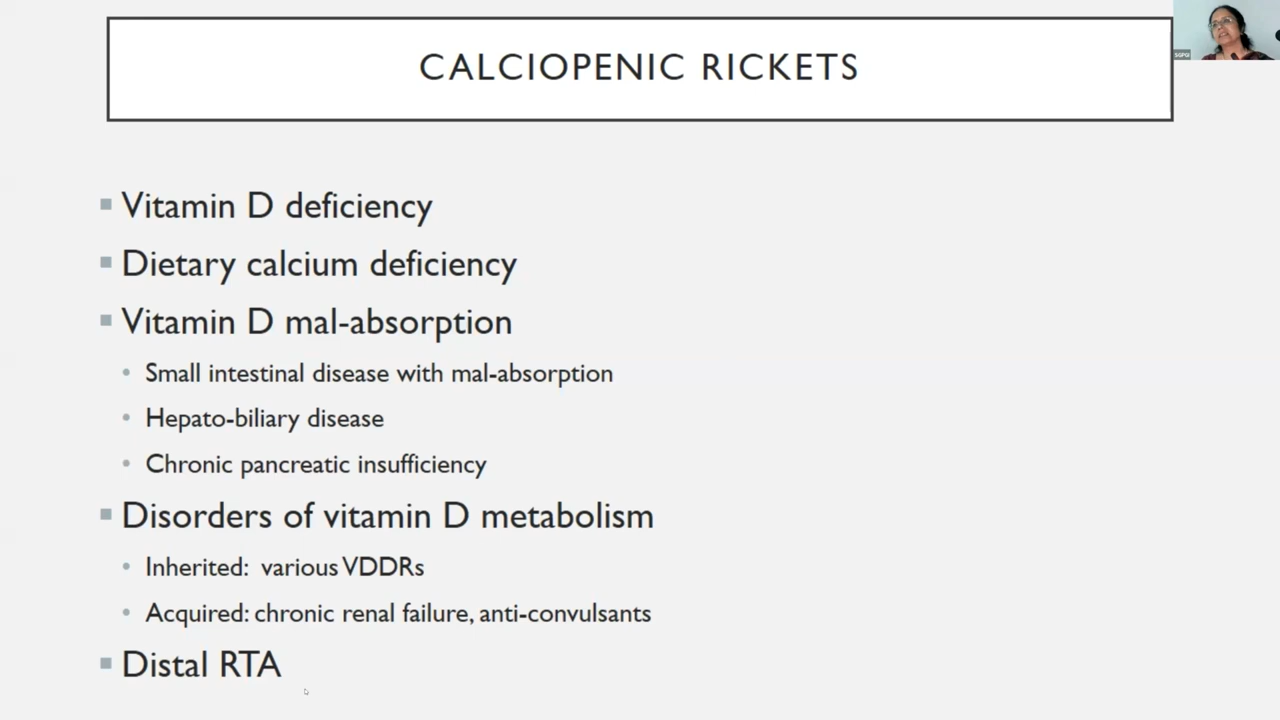 CALCIOPENIC RICKETS
SGPGI
Vitamin D deficiency
Dietary calcium deficiency
Vitamin D mal-absorption
Small intestinal disease with mal-absorption
Hepato-biliary disease
Chronic pancreatic insufficiency
Disorders of vitamin D metabolism
Inherited: various VDDRs
Acquired: chronic renal failure, anti-convulsants
Distal RTA